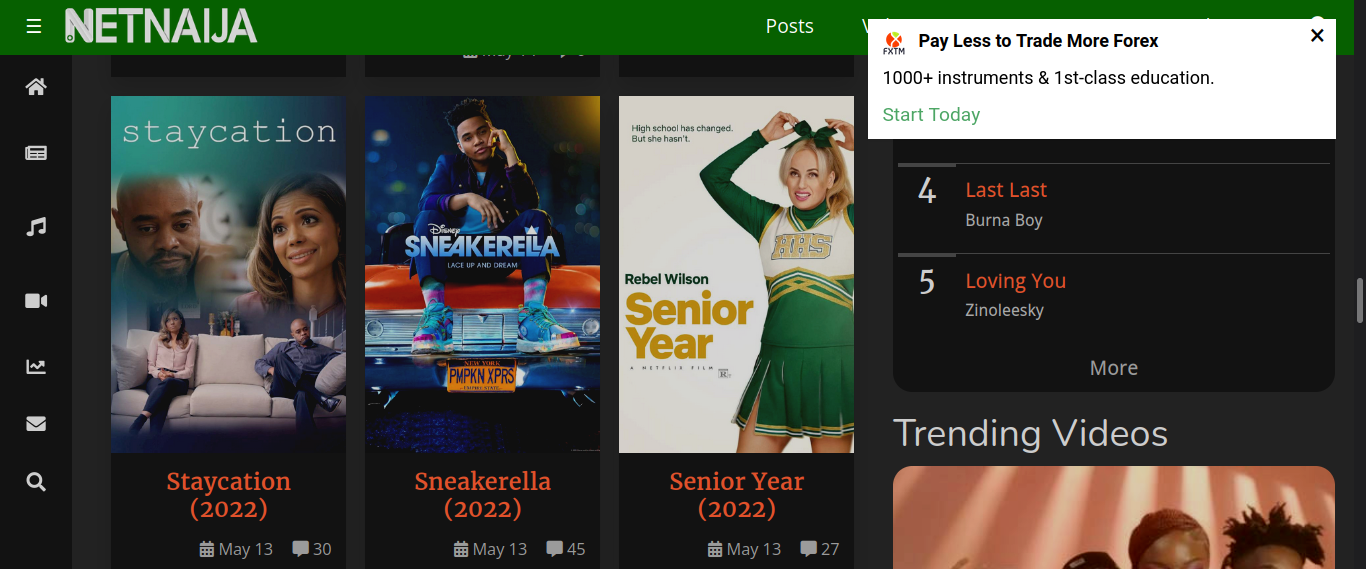 NETNAIJA
Posts
Pay Less to Trade More Forex
FXTM
1000+ instruments & 1st-class education.
Start Today
staycation
Disney
SNEAKERELLA
LACE UP AND DREAM
NEW YORK
PMPKN XPRS
EMPIRE STATE
High school has changed.
But she hasn't.
HHS
Rebel Wilson
Senior
Year
A NETFLIX FILM
R
Staycation
(2022)
May 13 30
Sneakerella
(2022)
May 13 45
Senior Year
(2022)
May 13 27
4 Last Last
Burna Boy
5 Loving You
Zinoleesky
More
Trending Videos